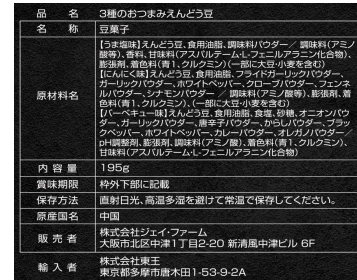 品名 3種のおつまみえんどう豆
名称 豆菓子
原材料名 【うま塩味】えんどう豆、食用油脂、調味料パウダー／調味料(アミノ
酸等)、香料、甘味料(アスパルテーム・L-フェニルアラニン化合物)、
膨張剤、着色料(青1、クルクミン)、(一部に大豆・小麦を含む)
【にんにく味】えんどう豆、食用油脂、フライドガーリックパウダー、
ガーリックパウダー、ホワイトペッパー、クローブパウダー、フェンネ
ルパウダー、シナモンパウダー／調味料(アミノ酸等)、膨張剤、着
色料(青1、クルクミン)、(一部に大豆・小麦を含む)
【バーベキュー味】えんどう豆、食用油脂、食塩、砂糖、オニオンパウ
ダー、ガーリックパウダー、唐辛子パウダー、からしパウダー、ブラッ
クペッパー、ホワイトペッパー、カレーパウダー、オレガノパウダー／
pH調整剤、膨張剤、調味料(アミノ酸)、着色料(青1、クルクミン)、
甘味料(アスパルテーム・L-フェニルアラニン化合物)
内容量 195g
賞味期限 枠外下部に記載
保存方法 直射日光、高温多湿を避けて常温で保存してください。
原産国名 中国
販売者 株式会社ジェイ・ファーム
大阪市北区中津1丁目2-20 新清風中津ビル 6F
輸入者 株式会社東王
東京都多摩市唐木田1-53-9-2A